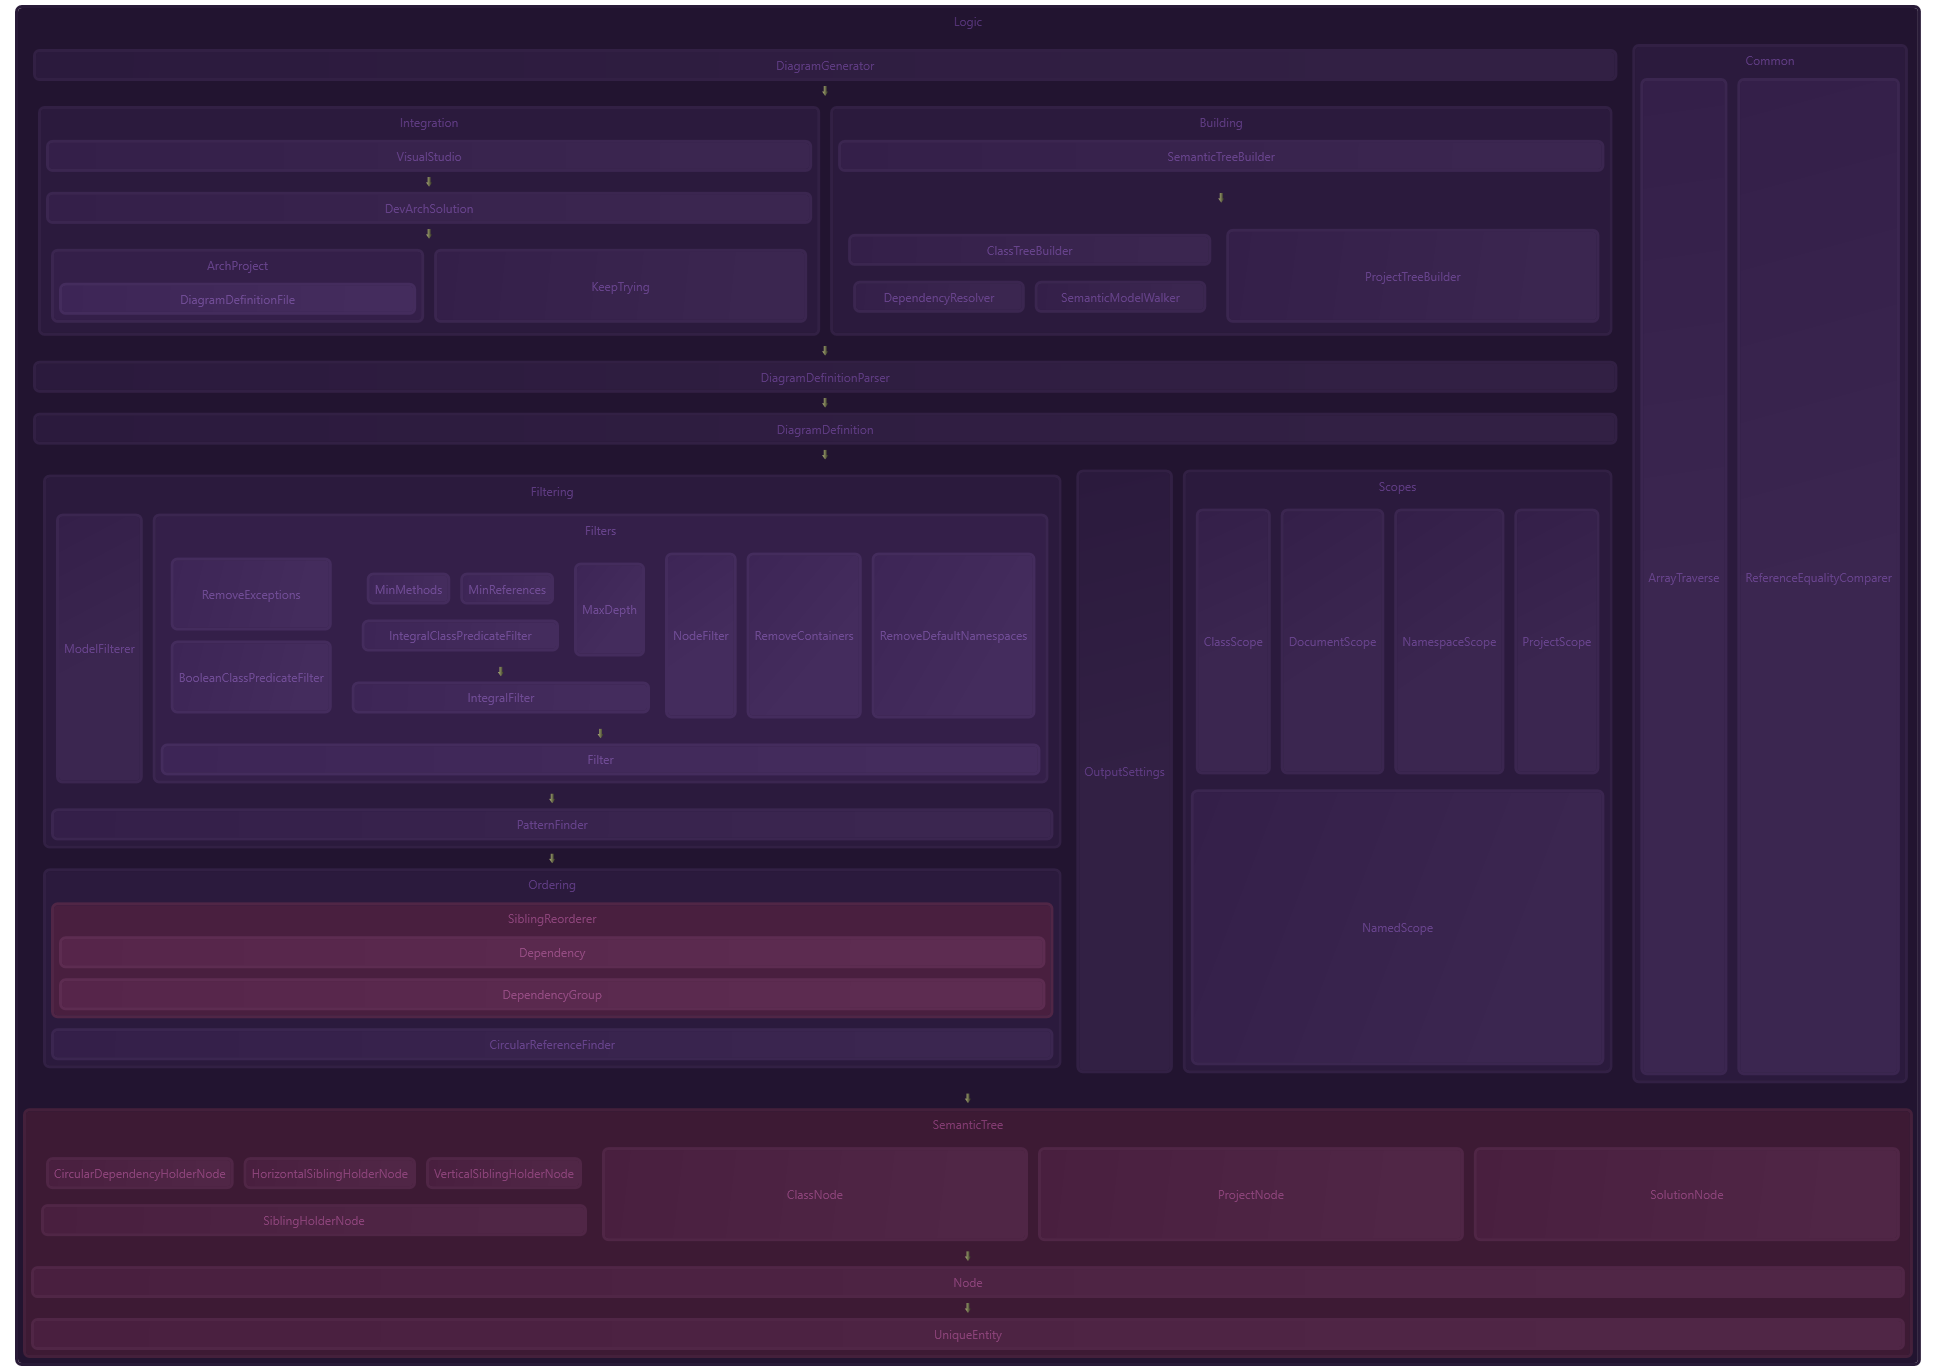 Logic
DiagramGenerator
Common
Integration
VisualStudio
DevArchSolution
ArchProject
DiagramDefinitionFile
KeepTrying
Building
SemanticTreeBuilder
ClassTreeBuilder
DependencyResolver
SemanticModelWalker
ProjectTreeBuilder
DiagramDefinitionParser
DiagramDefinition
Filtering
ModelFilterer
Filters
RemoveExceptions
BooleanClassPredicateFilter
MinMethods
MinReferences
IntegralClassPredicateFilter
MaxDepth
IntegralFilter
NodeFilter
RemoveContainers
RemoveDefaultNamespaces
Filter
PatternFinder
Ordering
SiblingReorderer
Dependency
DependencyGroup
CircularReferenceFinder
OutputSettings
Scopes
ClassScope
DocumentScope
NamespaceScope
ProjectScope
NamedScope
ArrayTraverse
ReferenceEqualityComparer
SemanticTree
CircularDependencyHolderNode
HorizontalSiblingHolderNode
VerticalSiblingHolderNode
SiblingHolderNode
ClassNode
ProjectNode
SolutionNode
Node
UniqueEntity